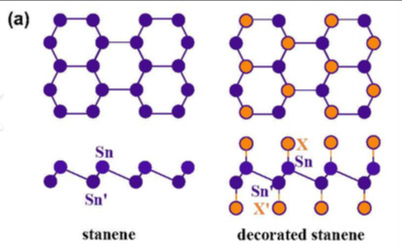 (a)
Sn
Sn'
X
Sn
Sn'
X'
stanene
decorated stanene